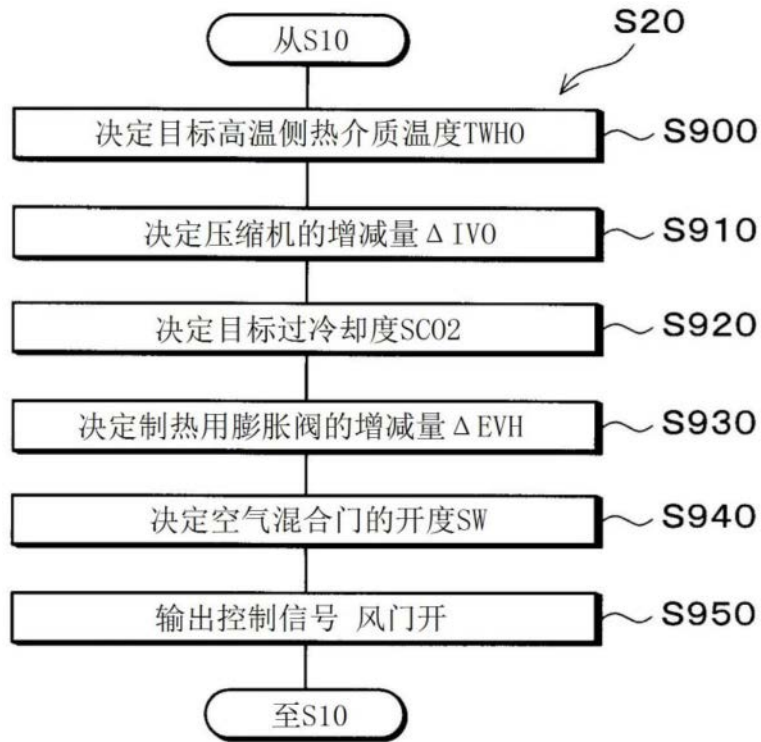 从S10
S20
决定目标高温侧热介质温度TWHO
S900
决定压缩机的增减量ΔIVO
S910
决定目标过冷却度SCO2
S920
决定制热用膨胀阀的增减量ΔEVH
S930
决定空气混合门的开度SW
S940
输出控制信号 风门开
S950
至S10